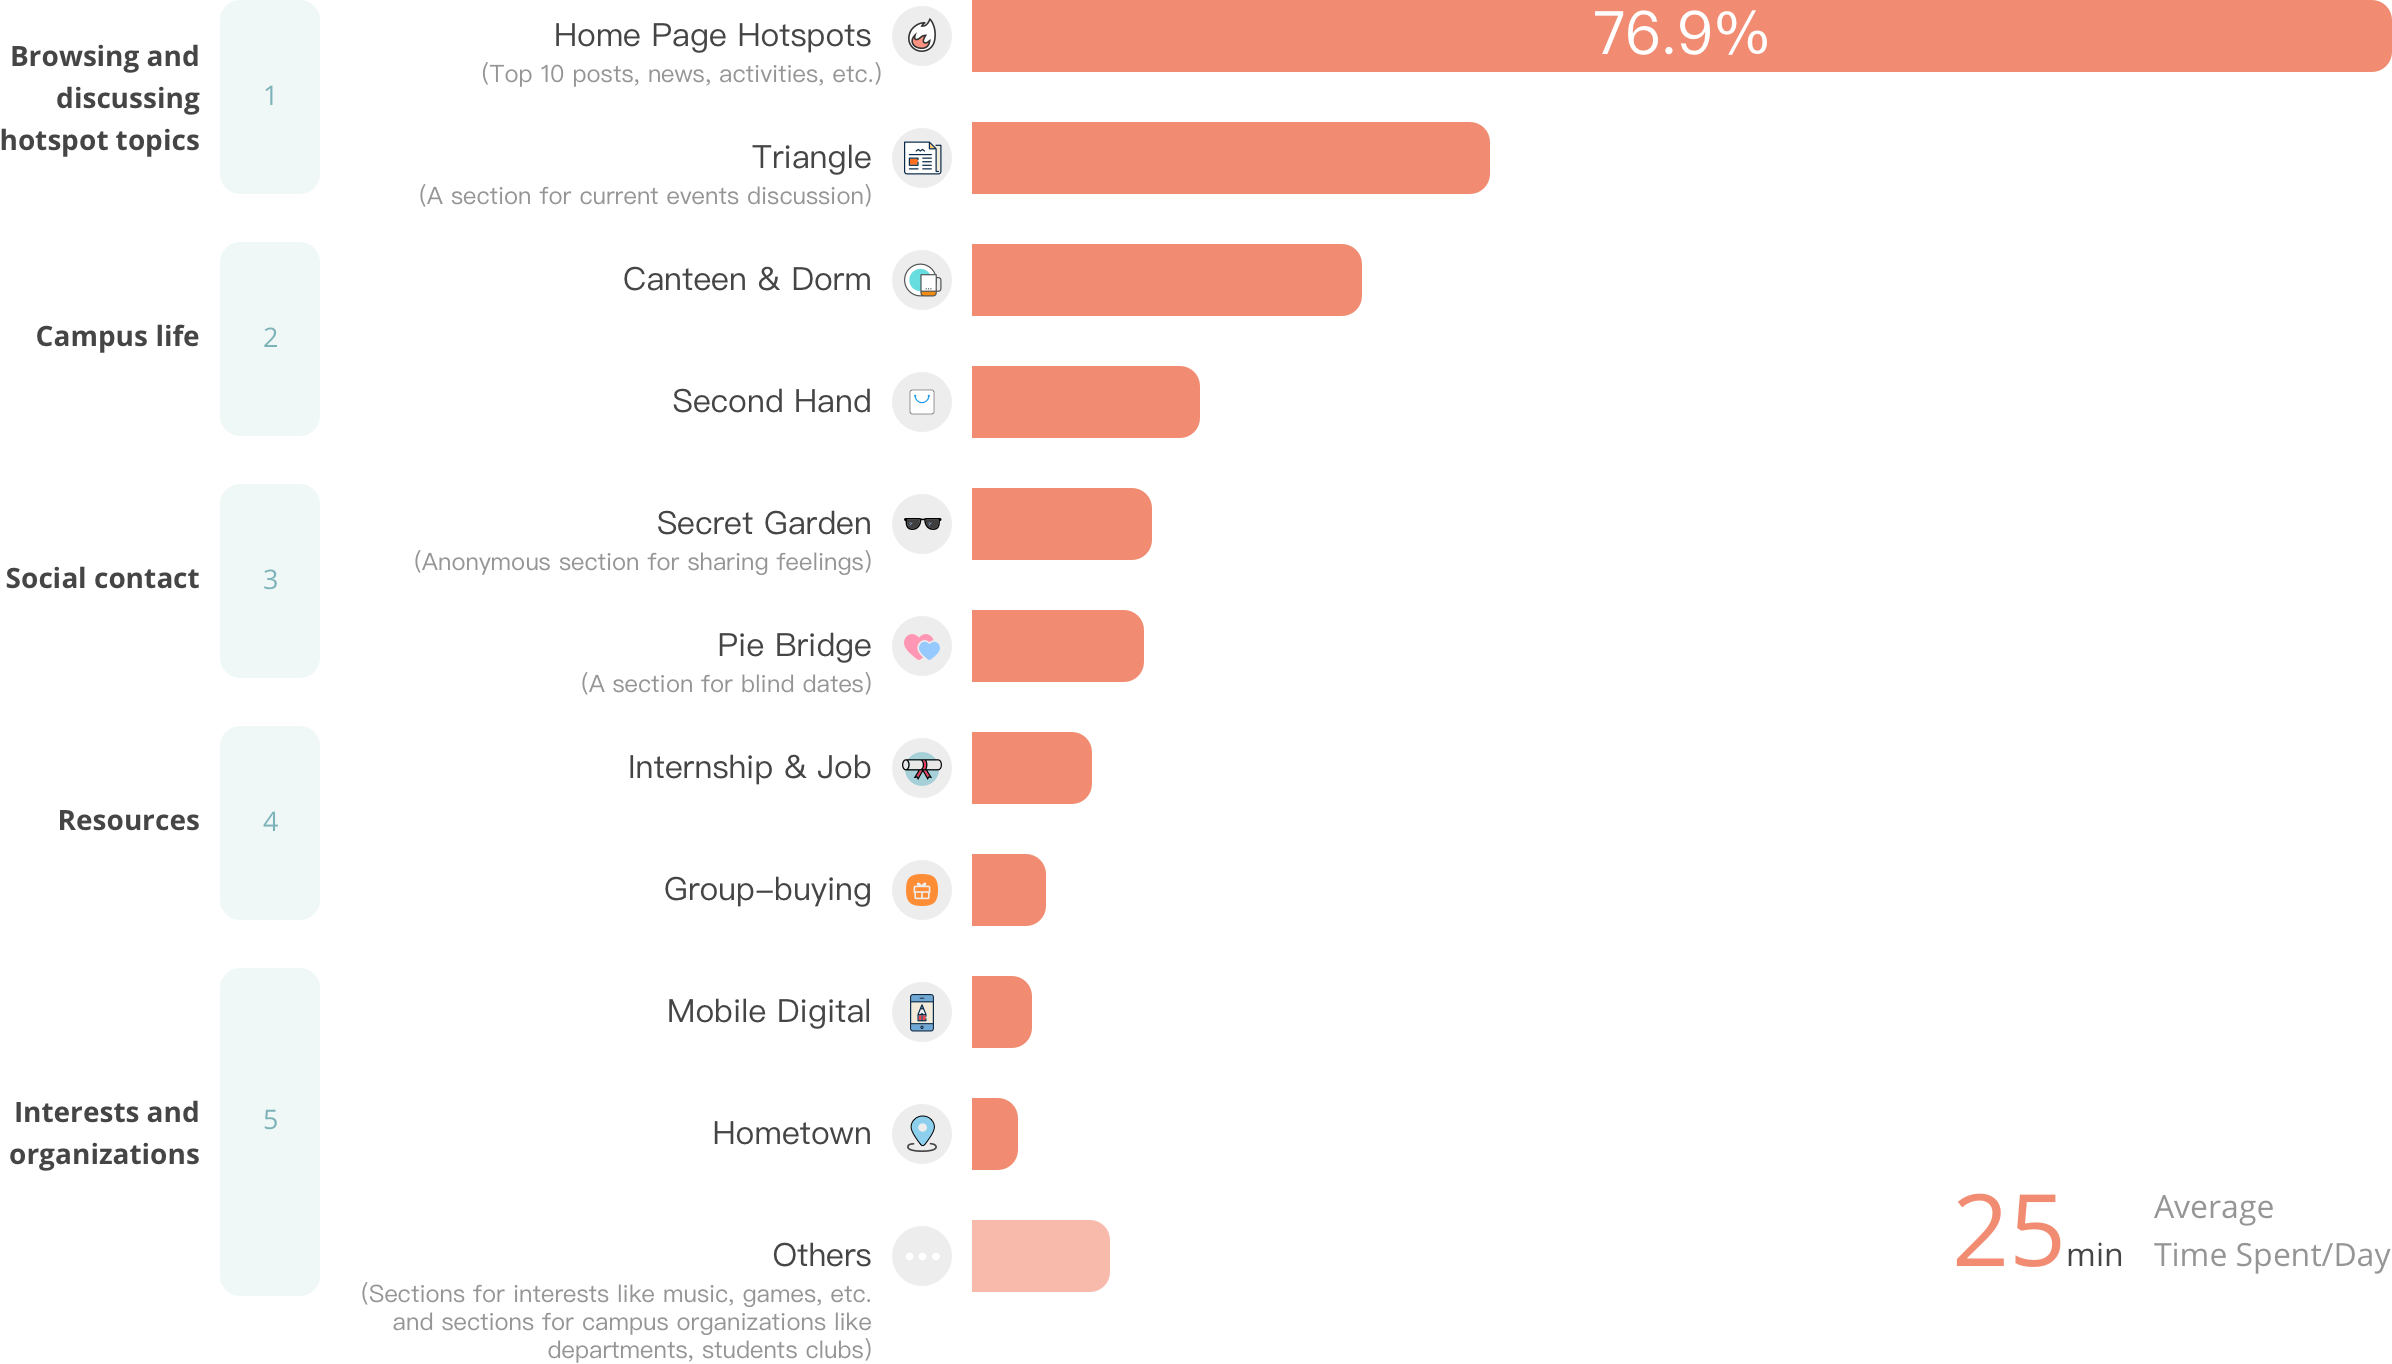 Browsing and
discussing
hotspot topics
1
Home Page Hotspots
(Top 10 posts, news, activities, etc.)
76.9%
Triangle
(A section for current events discussion)
Campus life
2
Canteen & Dorm
Second Hand
Social contact
3
Secret Garden
(Anonymous section for sharing feelings)
Pie Bridge
(A section for blind dates)
Resources
4
Internship & Job
Group-buying
Interests and
organizations
5
Mobile Digital
Hometown
Others
(Sections for interests like music, games, etc.
and sections for campus organizations like
departments, students clubs)
25min
Average
Time Spent/Day